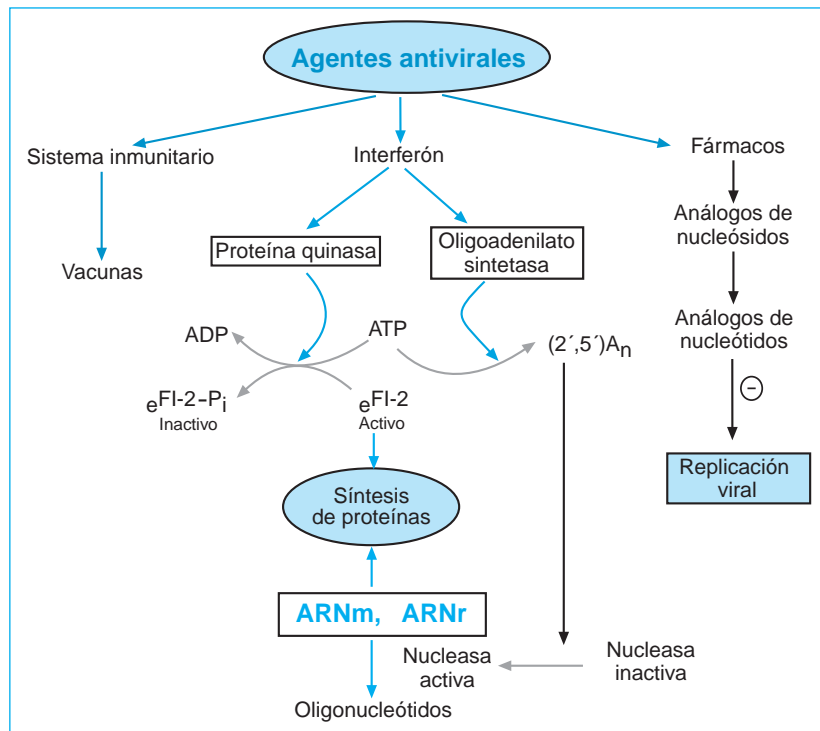 Agentes antivirales
Sistema inmunitario
Interferón
Fármacos
Vacunas
Proteína quinasa
Oligoadenilato
sintetasa
Análogos de
nucleósidos
ADP
ATP
(2´,5´)An
Análogos de
nucleótidos
eFI-2-Pi
Inactivo
eFI-2
Activo
−
Replicación
viral
Síntesis
de proteínas
ARNm, ARNr
Nucleasa
activa
Nucleasa
inactiva
Oligonucleótidos